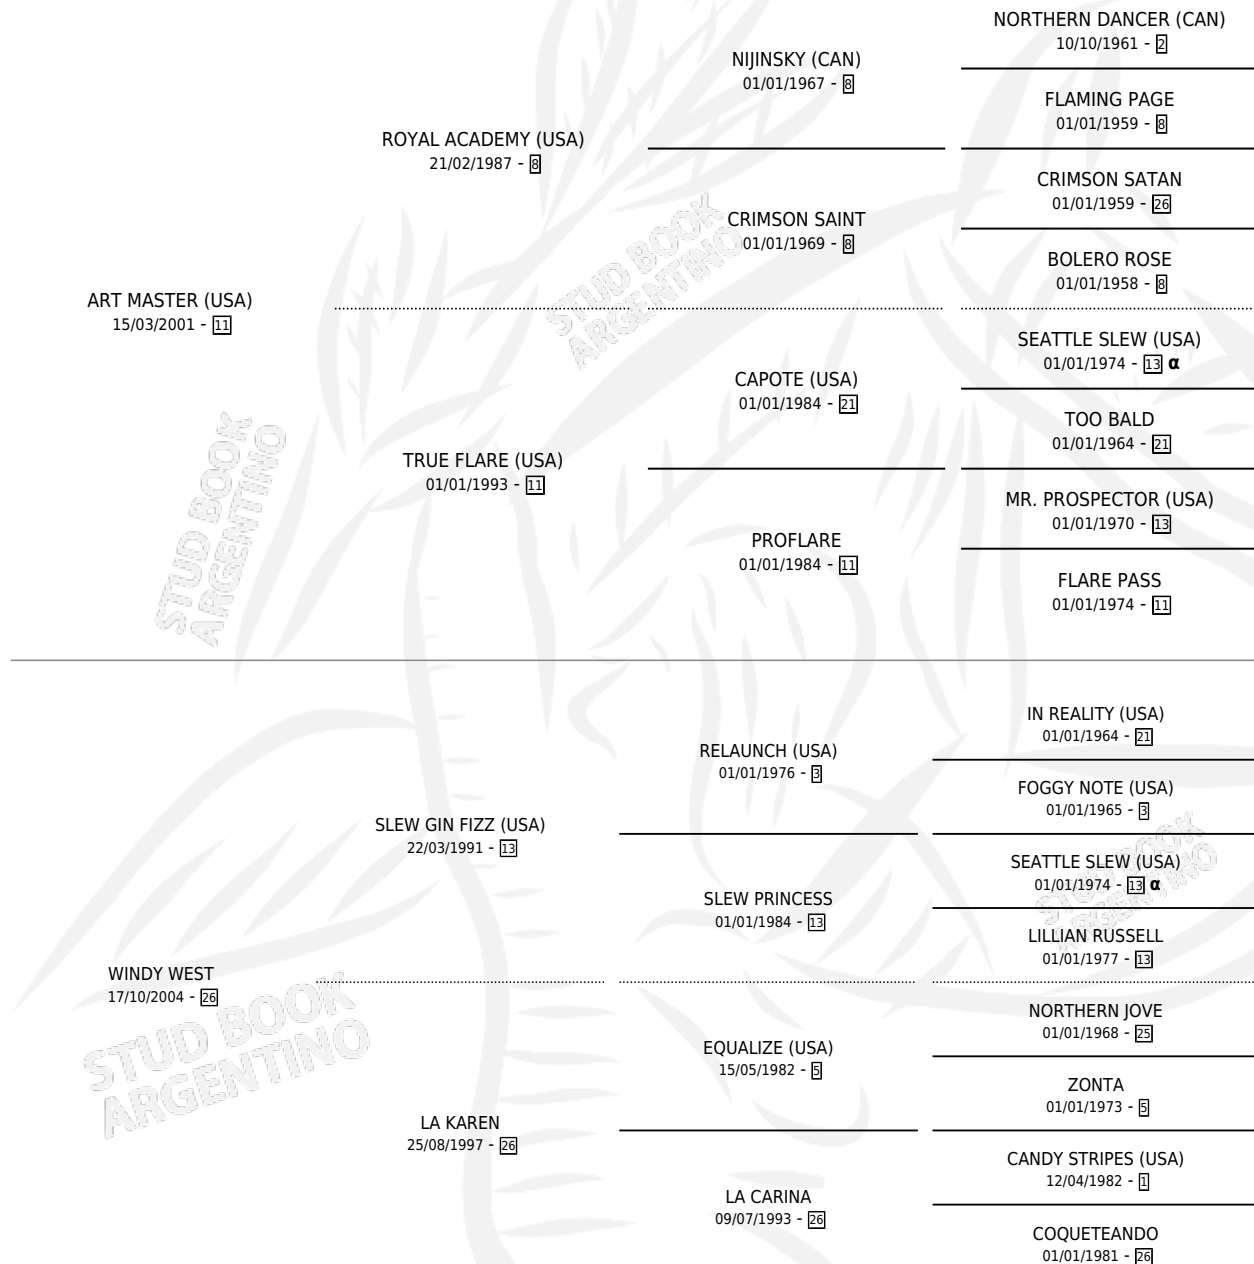 NORTHERN DANCER (CAN)
10/10/1961 - 2
NIJINSKY (CAN)
01/01/1967 - 8
FLAMING PAGE
01/01/1959 - 8
ROYAL ACADEMY (USA)
21/02/1987 - 8
CRIMSON SATAN
01/01/1959 - 26
CRIMSON SAINT
01/01/1969 - 8
BOLERO ROSE
01/01/1958 - 8
STUD BOOK
ARGENTINO
ART MASTER (USA)
15/03/2001 - 11
SEATTLE SLEW (USA)
01/01/1974 - 13 α
CAPOTE (USA)
01/01/1984 - 21
TOO BALD
01/01/1964 - 21
TRUE FLARE (USA)
01/01/1993 - 11
MR. PROSPECTOR (USA)
01/01/1970 - 13
PROFLARE
01/01/1984 - 11
FLARE PASS
01/01/1974 - 11
STUD BOOK
ARGENTINO
IN REALITY (USA)
01/01/1964 - 21
RELAUNCH (USA)
01/01/1976 - 3
FOGGY NOTE (USA)
01/01/1965 - 3
SLEW GIN FIZZ (USA)
22/03/1991 - 13
SEATTLE SLEW (USA)
01/01/1974 - 13 α
SLEW PRINCESS
01/01/1984 - 13
LILLIAN RUSSELL
01/01/1977 - 13
STUD BOOK
ARGENTINO
WINDY WEST
17/10/2004 - 26
NORTHERN JOVE
01/01/1968 - 25
EQUALIZE (USA)
15/05/1982 - 5
ZONTA
01/01/1973 - 5
STUD BOOK
ARGENTINO
LA KAREN
25/08/1997 - 26
CANDY STRIPES (USA)
12/04/1982 - 1
LA CARINA
09/07/1993 - 26
COQUETEANDO
01/01/1981 - 26